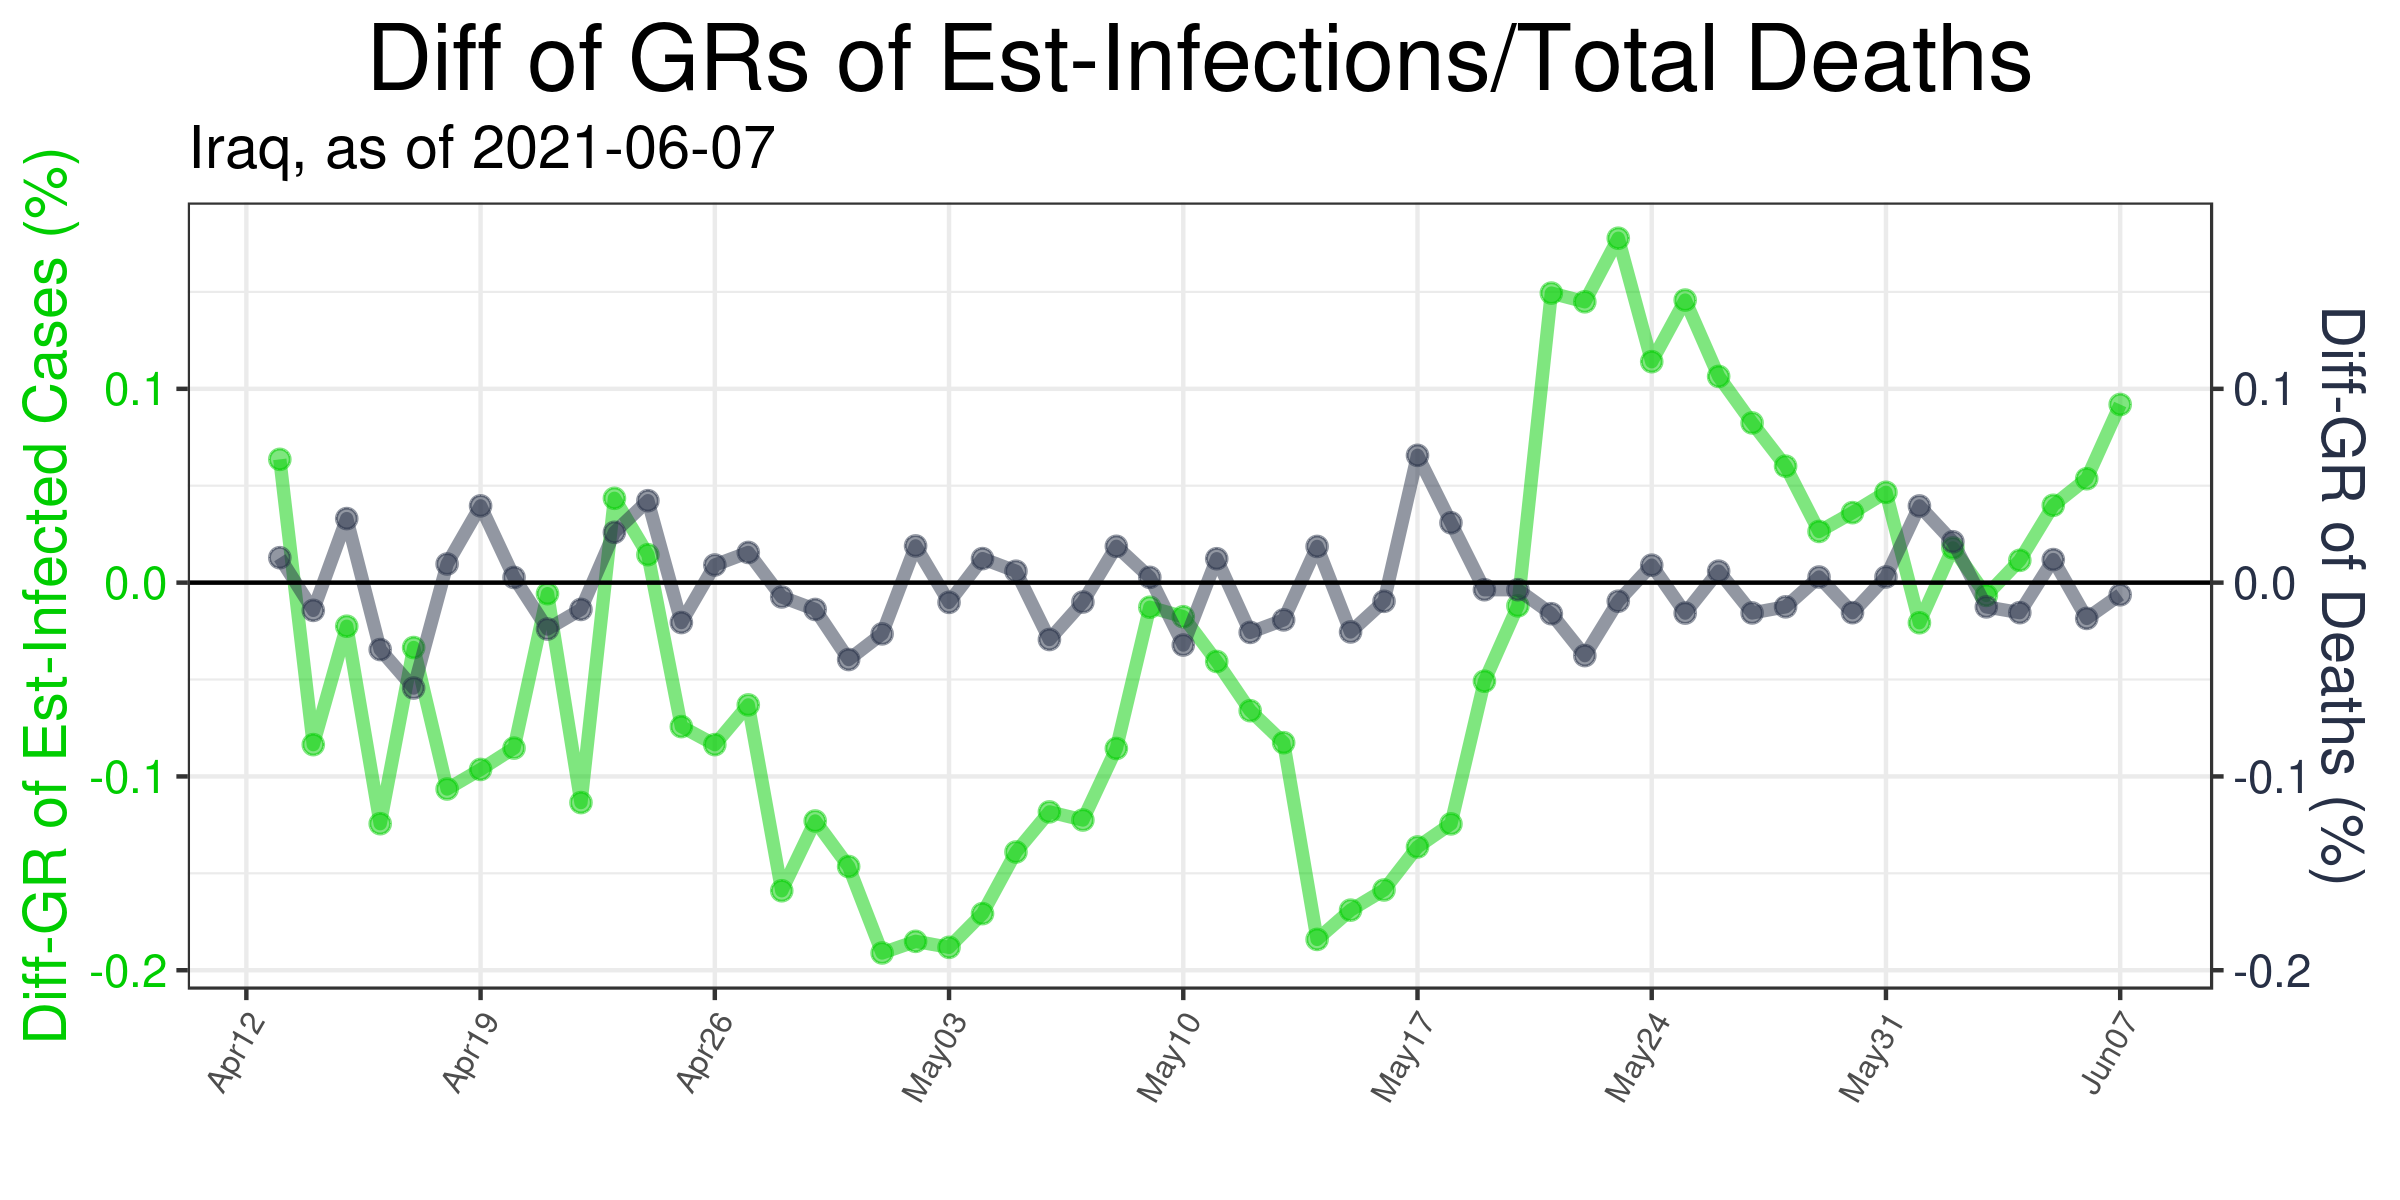 Diff of GRs of Est-Infections/Total Deaths
Iraq, as of 2021-06-07
Diff-GR of Est-Infected Cases (%)
0.1
0.0
-0.1
-0.2
0.1
0.0
-0.1
-0.2
Diff-GR of Deaths (%)
Apr12
Apr19
Apr26
May03
May10
May17
May24
May31
Jun07